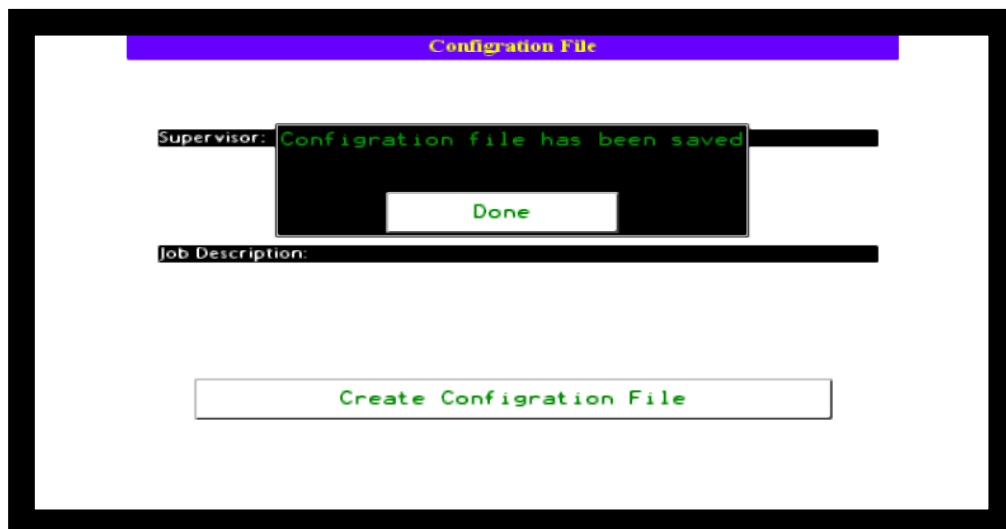 Configration File
Supervisor:
Configration file has been saved
Done
Job Description:
Create Configration File